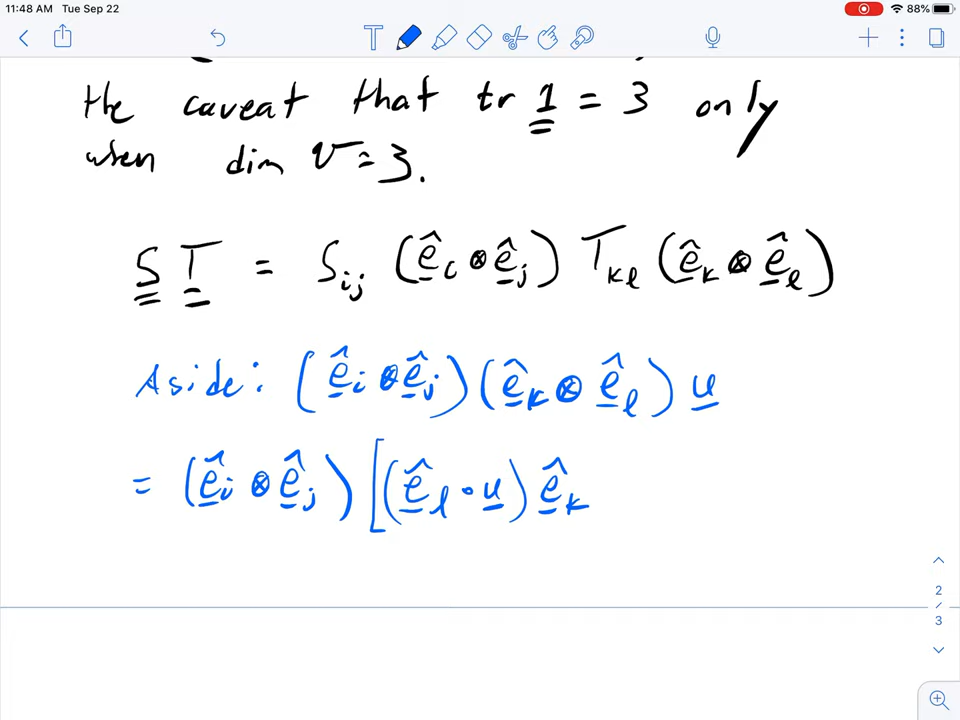 11:48 AM Tue Sep 22 88%
the caveat that tr 1 = 3 only
when dim V = 3.
S T = S_ij (ê_i ⊗ ê_j) T_kl (ê_k ⊗ ê_l)
Aside: (ê_i ⊗ ê_j)(ê_k ⊗ ê_l) u
= (ê_i ⊗ ê_j) [(ê_l · u) ê_k
2
3